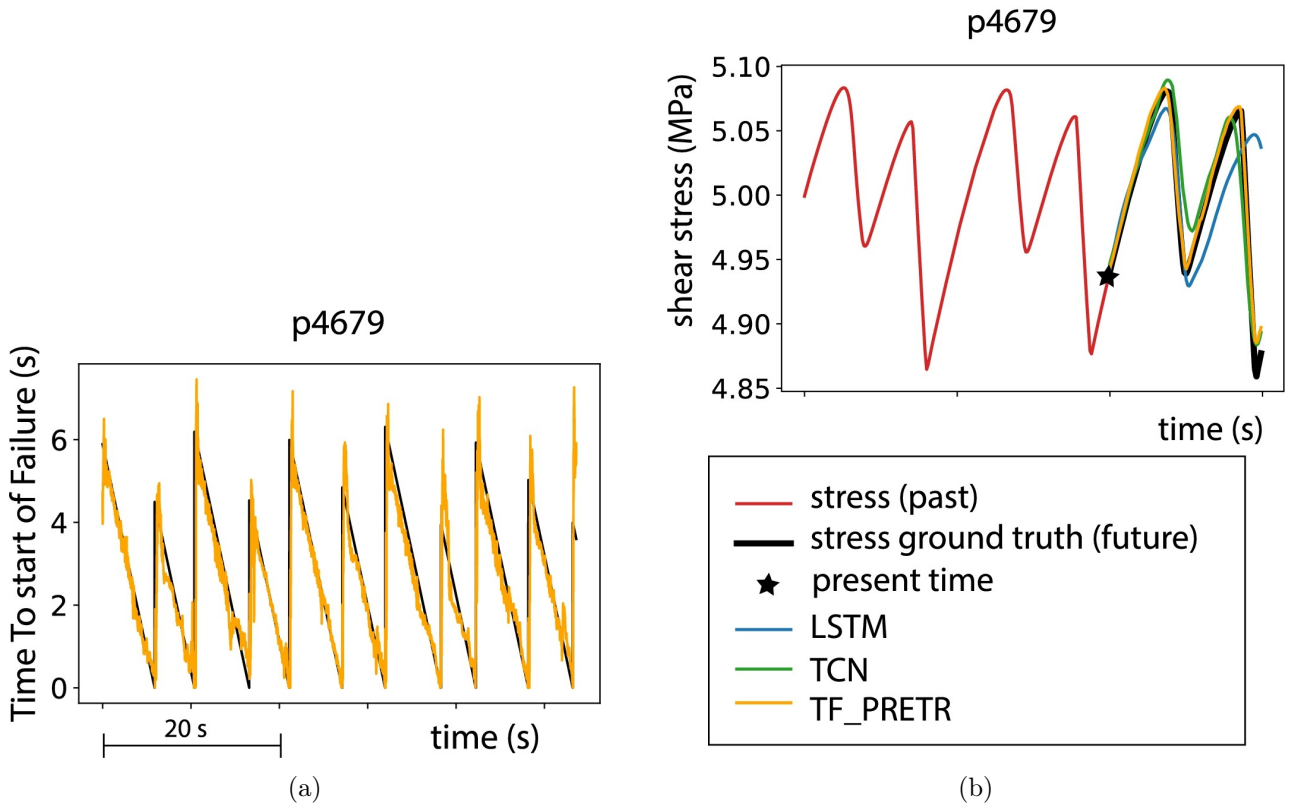 p4679
Time To start of Failure (s)
6
4
2
0
20 s
time (s)
(a)
p4679
shear stress (MPa)
5.10
5.05
5.00
4.95
4.90
4.85
time (s)
stress (past)
stress ground truth (future)
present time
LSTM
TCN
TF_PRETR
(b)